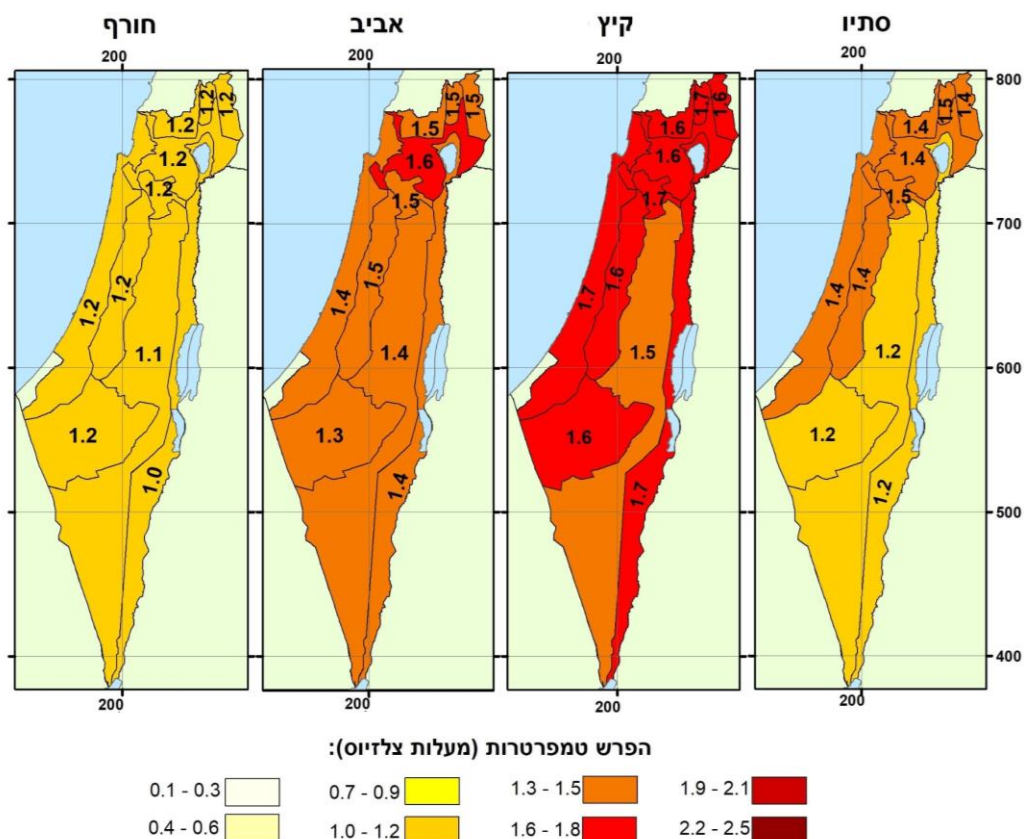 סתיו קיץ אביב חורף
200 200 200 200
800
1.2 1.2 1.5 1.5 1.7 1.6 1.5 1.4
1.2 1.5 1.6 1.4
1.2 1.6 1.6 1.4
1.2 1.5 1.7 1.5
700
1.2 1.2 1.4 1.5 1.7 1.6 1.4 1.4
1.1 1.4 1.5 1.2
600
1.2 1.3 1.6 1.2
1.0 1.4 1.7 1.2
500
400
200 200 200 200
הפרש טמפרטרות (מעלות צלזיוס):
0.1 - 0.3 0.7 - 0.9 1.3 - 1.5 1.9 - 2.1
0.4 - 0.6 1.0 - 1.2 1.6 - 1.8 2.2 - 2.5